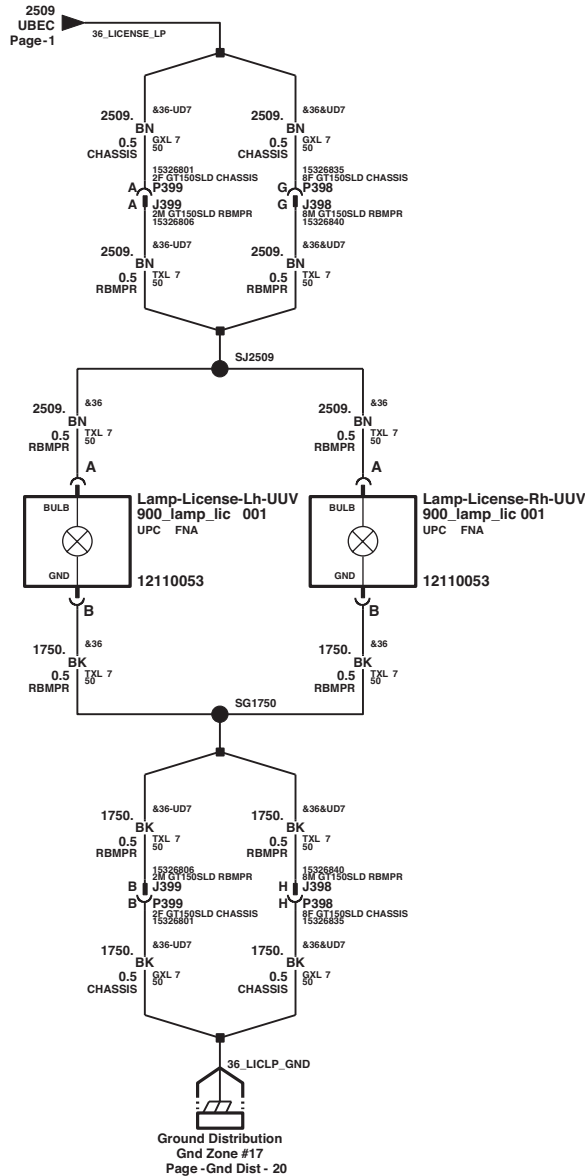 2509
UBEC
Page-1
36_LICENSE_LP
2509.
&36-UD7
BN
0.5
GXL 7
CHASSIS
50
2509.
&36&UD7
BN
0.5
GXL 7
CHASSIS
50
15326801
2F GT150SLD CHASSIS
A P399
A J399
2M GT150SLD RBMPR
15326806
15326835
8F GT150SLD CHASSIS
G P398
G J398
8M GT150SLD RBMPR
15326840
2509.
&36-UD7
BN
0.5
TXL 7
RBMPR
50
2509.
&36&UD7
BN
0.5
TXL 7
RBMPR
50
SJ2509
2509.
&36
BN
0.5
TXL 7
RBMPR
50
A
2509.
&36
BN
0.5
TXL 7
RBMPR
50
A
BULB
GND
Lamp-License-Lh-UUV
900_lamp_lic 001
UPC FNA
12110053
B
BULB
GND
Lamp-License-Rh-UUV
900_lamp_lic 001
UPC FNA
12110053
B
1750.
&36
BK
0.5
TXL 7
RBMPR
50
1750.
&36
BK
0.5
TXL 7
RBMPR
50
SG1750
1750.
&36-UD7
BK
0.5
TXL 7
RBMPR
50
1750.
&36&UD7
BK
0.5
TXL 7
RBMPR
50
15326806
2M GT150SLD RBMPR
B J399
B P399
2F GT150SLD CHASSIS
15326801
15326840
8M GT150SLD RBMPR
H J398
H P398
8F GT150SLD CHASSIS
15326835
1750.
&36-UD7
BK
0.5
GXL 7
CHASSIS
50
1750.
&36&UD7
BK
0.5
GXL 7
CHASSIS
50
36_LICLP_GND
Ground Distribution
Gnd Zone #17
Page -Gnd Dist - 20